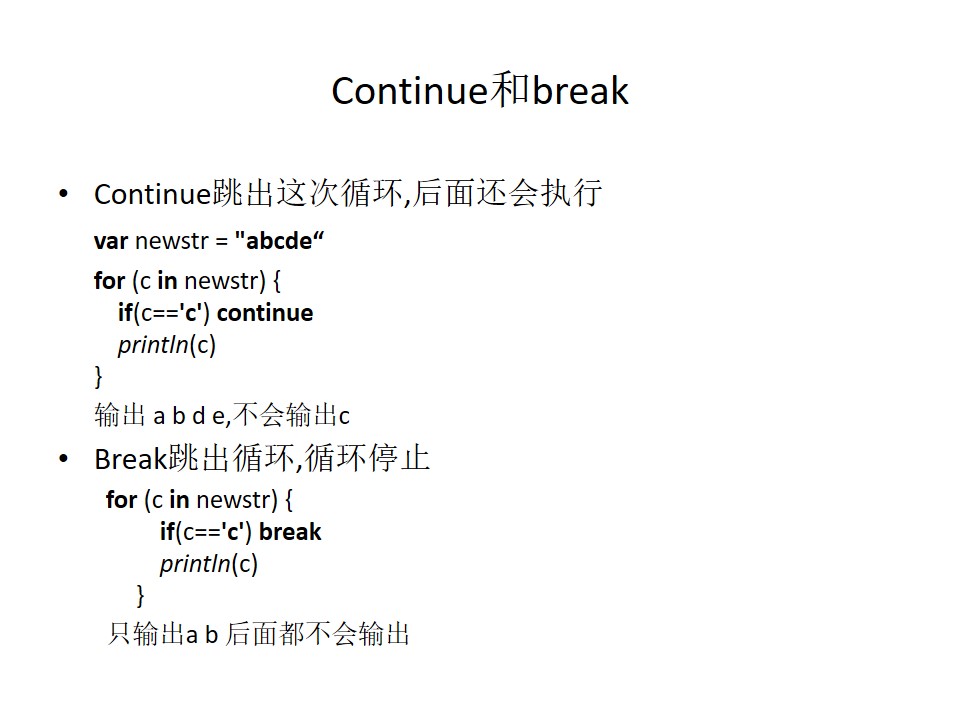 Continue和break
• Continue跳出这次循环,后面还会执行
var newstr = "abcde“
for (c in newstr) {
if(c=='c') continue
println(c)
}
输出 a b d e,不会输出c
• Break跳出循环,循环停止
for (c in newstr) {
if(c=='c') break
println(c)
}
只输出a b 后面都不会输出